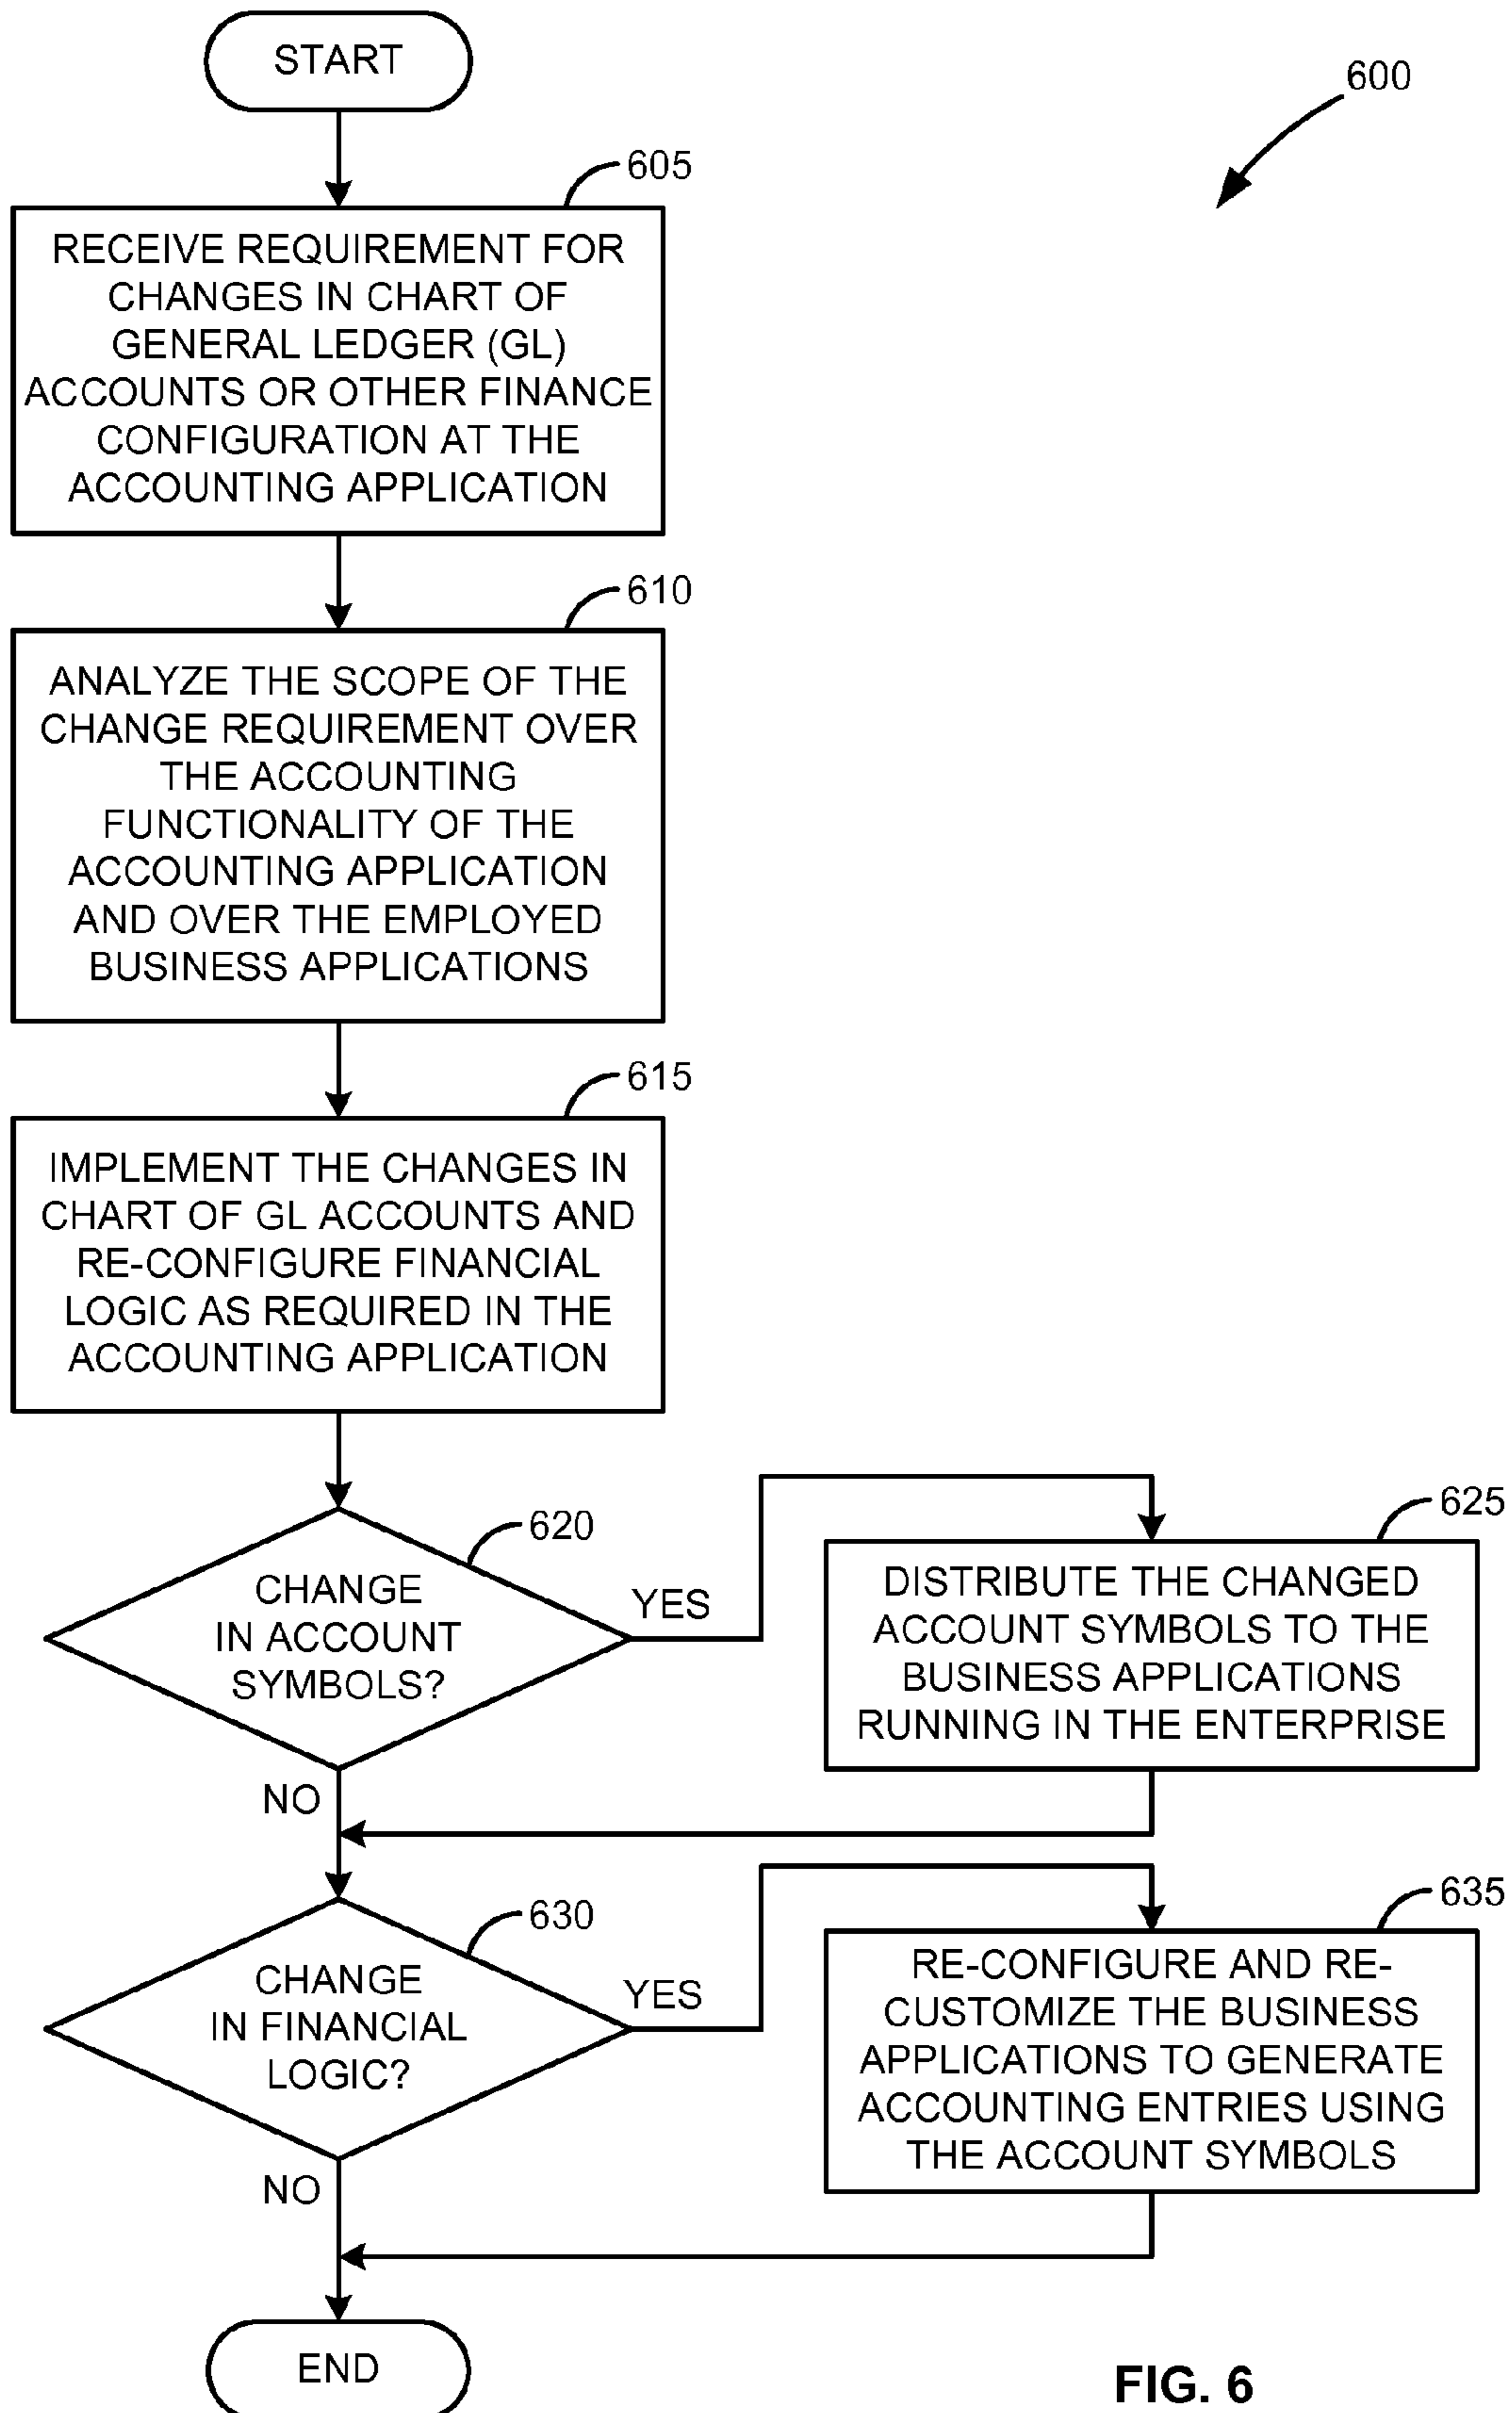 START
600
605
RECEIVE REQUIREMENT FOR
CHANGES IN CHART OF
GENERAL LEDGER (GL)
ACCOUNTS OR OTHER FINANCE
CONFIGURATION AT THE
ACCOUNTING APPLICATION
610
ANALYZE THE SCOPE OF THE
CHANGE REQUIREMENT OVER
THE ACCOUNTING
FUNCTIONALITY OF THE
ACCOUNTING APPLICATION
AND OVER THE EMPLOYED
BUSINESS APPLICATIONS
615
IMPLEMENT THE CHANGES IN
CHART OF GL ACCOUNTS AND
RE-CONFIGURE FINANCIAL
LOGIC AS REQUIRED IN THE
ACCOUNTING APPLICATION
620
CHANGE
IN ACCOUNT
SYMBOLS?
YES
NO
625
DISTRIBUTE THE CHANGED
ACCOUNT SYMBOLS TO THE
BUSINESS APPLICATIONS
RUNNING IN THE ENTERPRISE
630
CHANGE
IN FINANCIAL
LOGIC?
YES
NO
635
RE-CONFIGURE AND RE-
CUSTOMIZE THE BUSINESS
APPLICATIONS TO GENERATE
ACCOUNTING ENTRIES USING
THE ACCOUNT SYMBOLS
END
FIG. 6